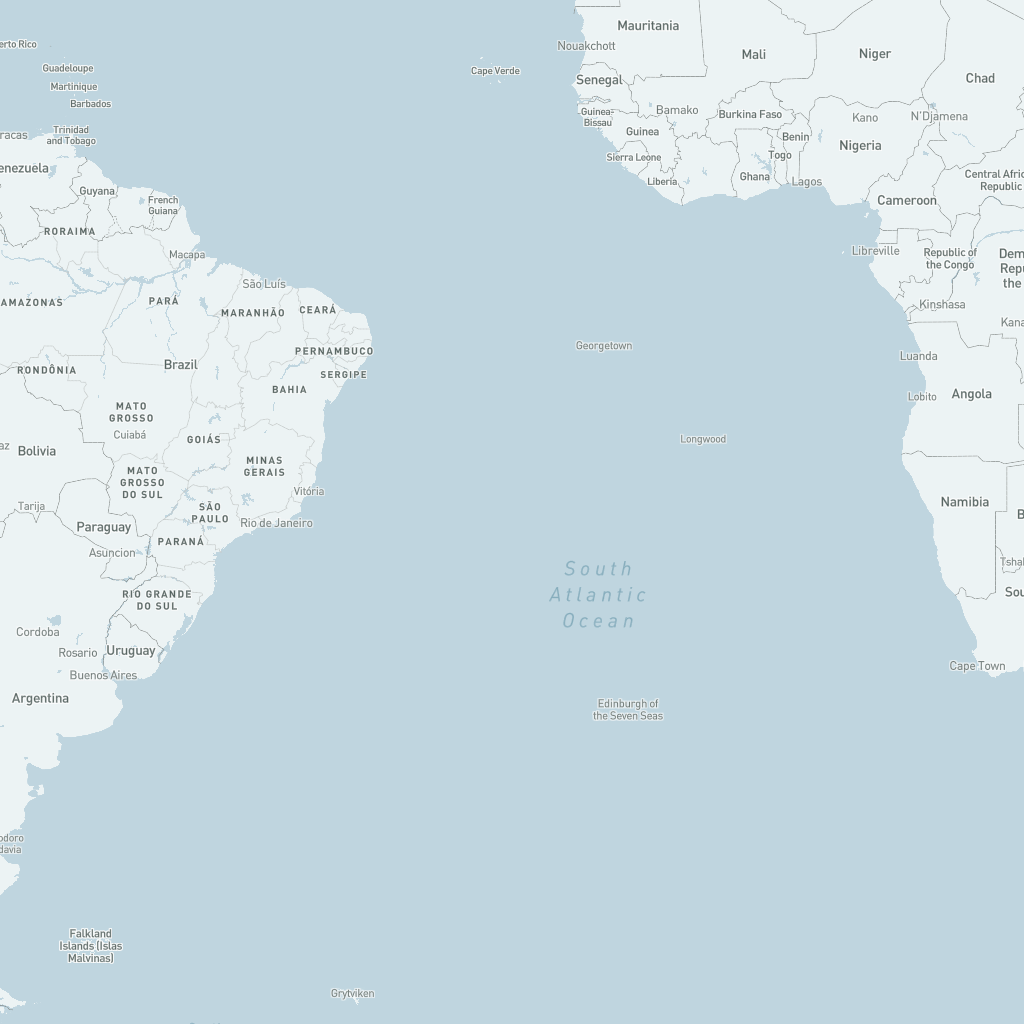 Mauritania
erto Rico
Nouakchott
Mali
Niger
Guadeloupe
Cape Verde
Senegal
Chad
Martinique
Barbados
Guinea-
Bissau
Bamako
Burkina Faso
Kano
N'Djamena
Trinidad
and Tobago
racas
Guinea
Benin
Nigeria
Sierra Leone
Togo
enezuela
Liberia
Ghana
Lagos
Central Afric
Republic
Guyana
French
Guiana
Cameroon
RORAIMA
Macapa
Libreville
Republic of
the Congo
Dem
Repu
the
São Luís
AMAZONAS
PARÁ
MARANHÃO
CEARÁ
Kinshasa
Kana
Georgetown
PERNAMBUCO
Luanda
Brazil
RONDÔNIA
SERGIPE
BAHIA
Lobito
Angola
MATO
GROSSO
Cuiabá
GOIÁS
Longwood
az
Bolivia
MINAS
GERAIS
MATO
GROSSO
DO SUL
Vitória
Namibia
Tarija
SÃO
PAULO
B
Paraguay
Rio de Janeiro
PARANÁ
Asuncion
Tshab
South
Atlantic
Ocean
RIO GRANDE
DO SUL
Sou
Cordoba
Rosario
Uruguay
Cape Town
Buenos Aires
Argentina
Edinburgh of
the Seven Seas
odoro
davia
Falkland
Islands (Islas
Malvinas)
Grytviken